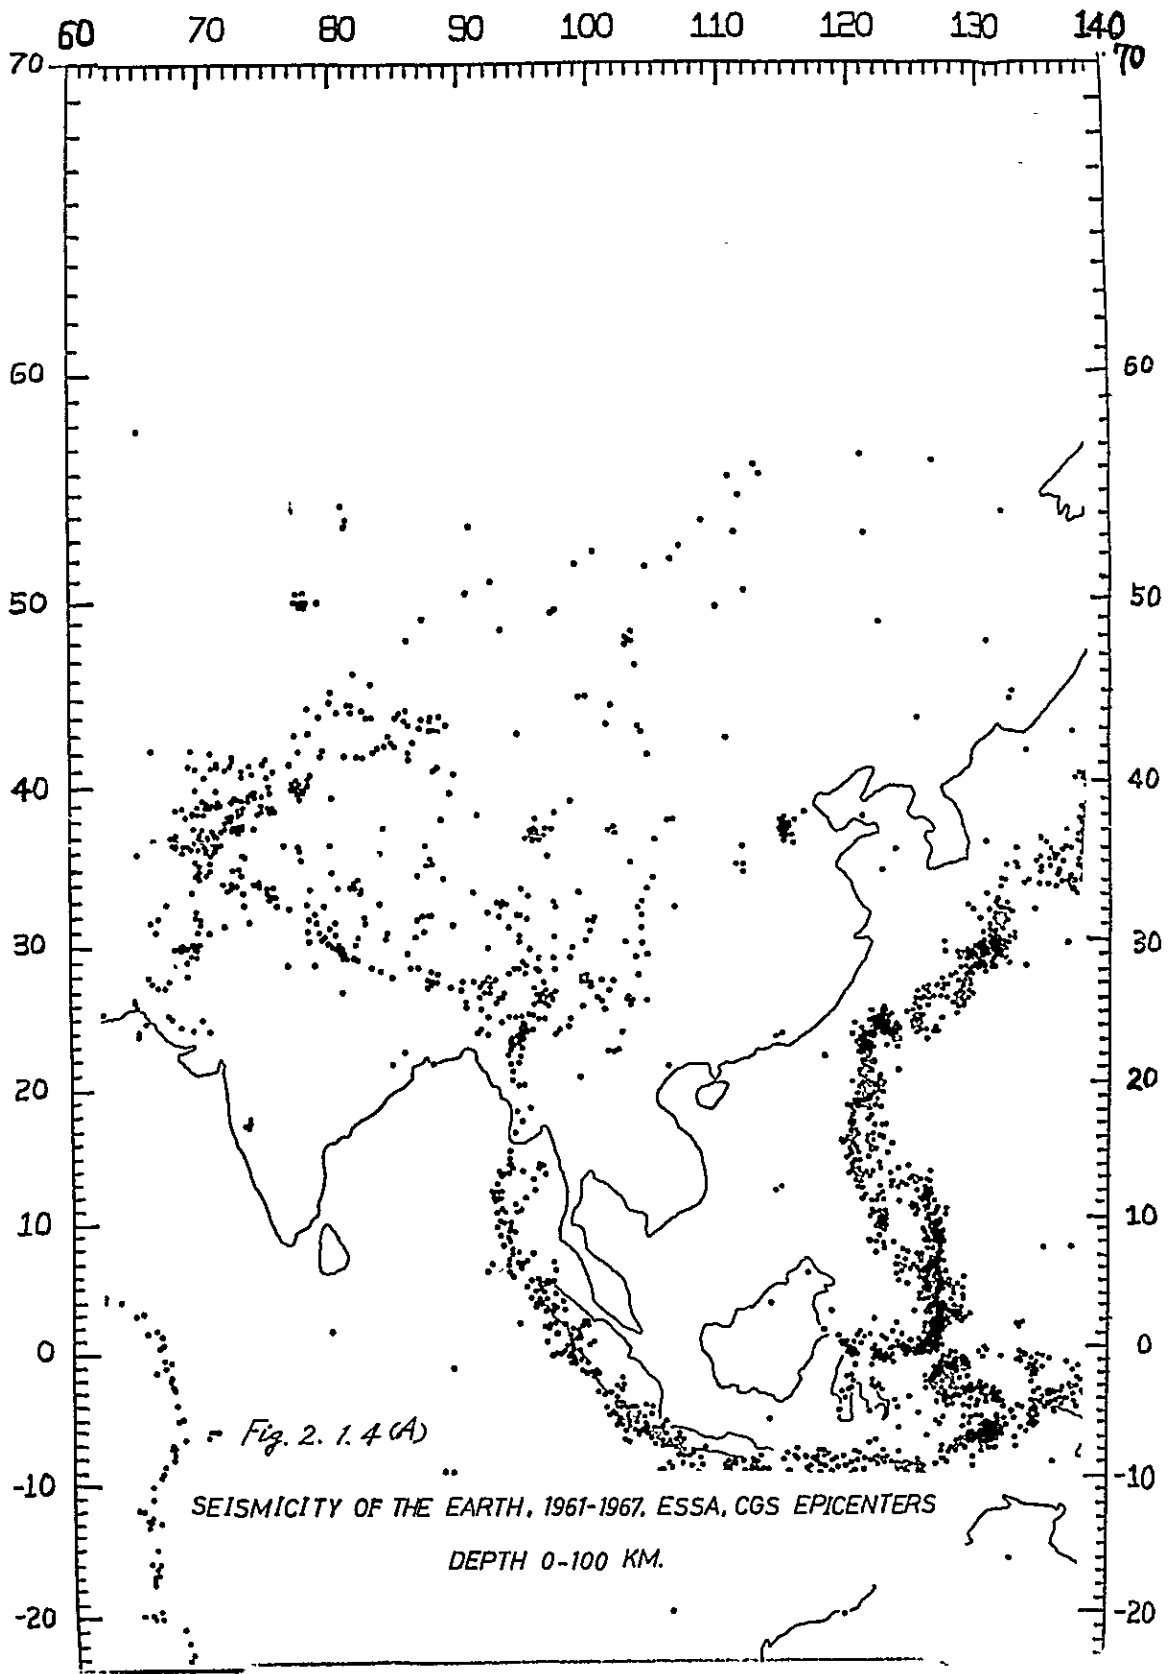 60 70 80 90 100 110 120 130 140
70 70
60 60
50 50
40 40
30 30
20 20
10 10
0 0
Fig. 2. 1. 4 (A)
-10 -10
SEISMICITY OF THE EARTH, 1961-1967. ESSA, CGS EPICENTERS
DEPTH 0-100 KM.
-20 -20